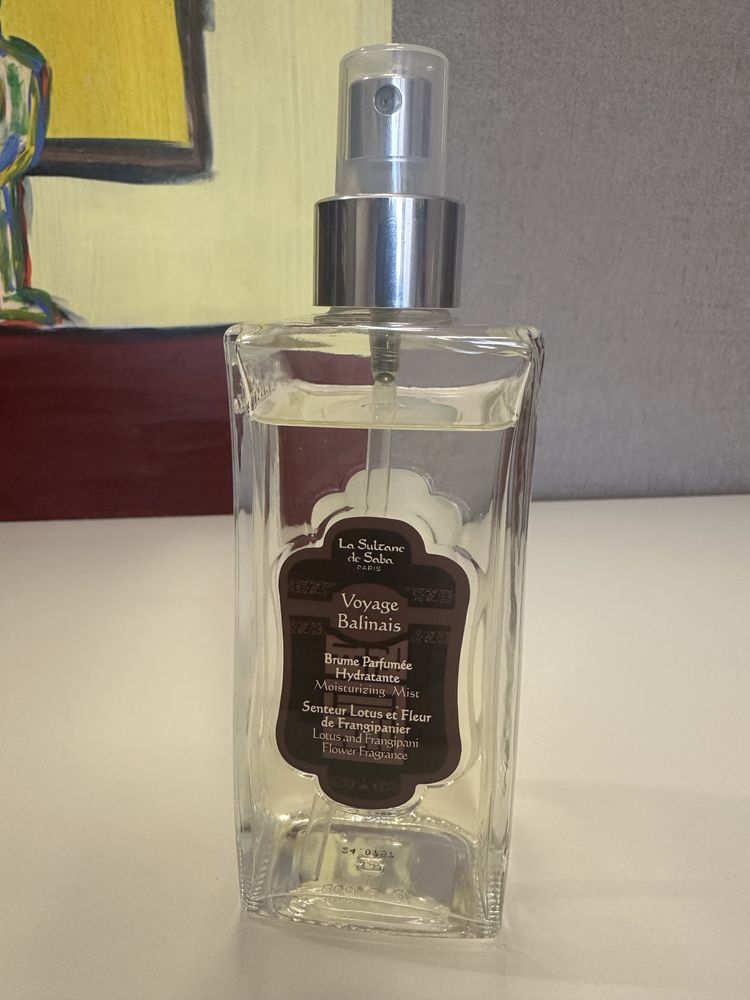 La Sultane
de Saba
PARIS
Voyage
Balinais
Brume Parfumée
Hydratante
Moisturizing Mist
Senteur Lotus et Fleur
de Frangipanier
Lotus and Frangipani
Flower Fragrance